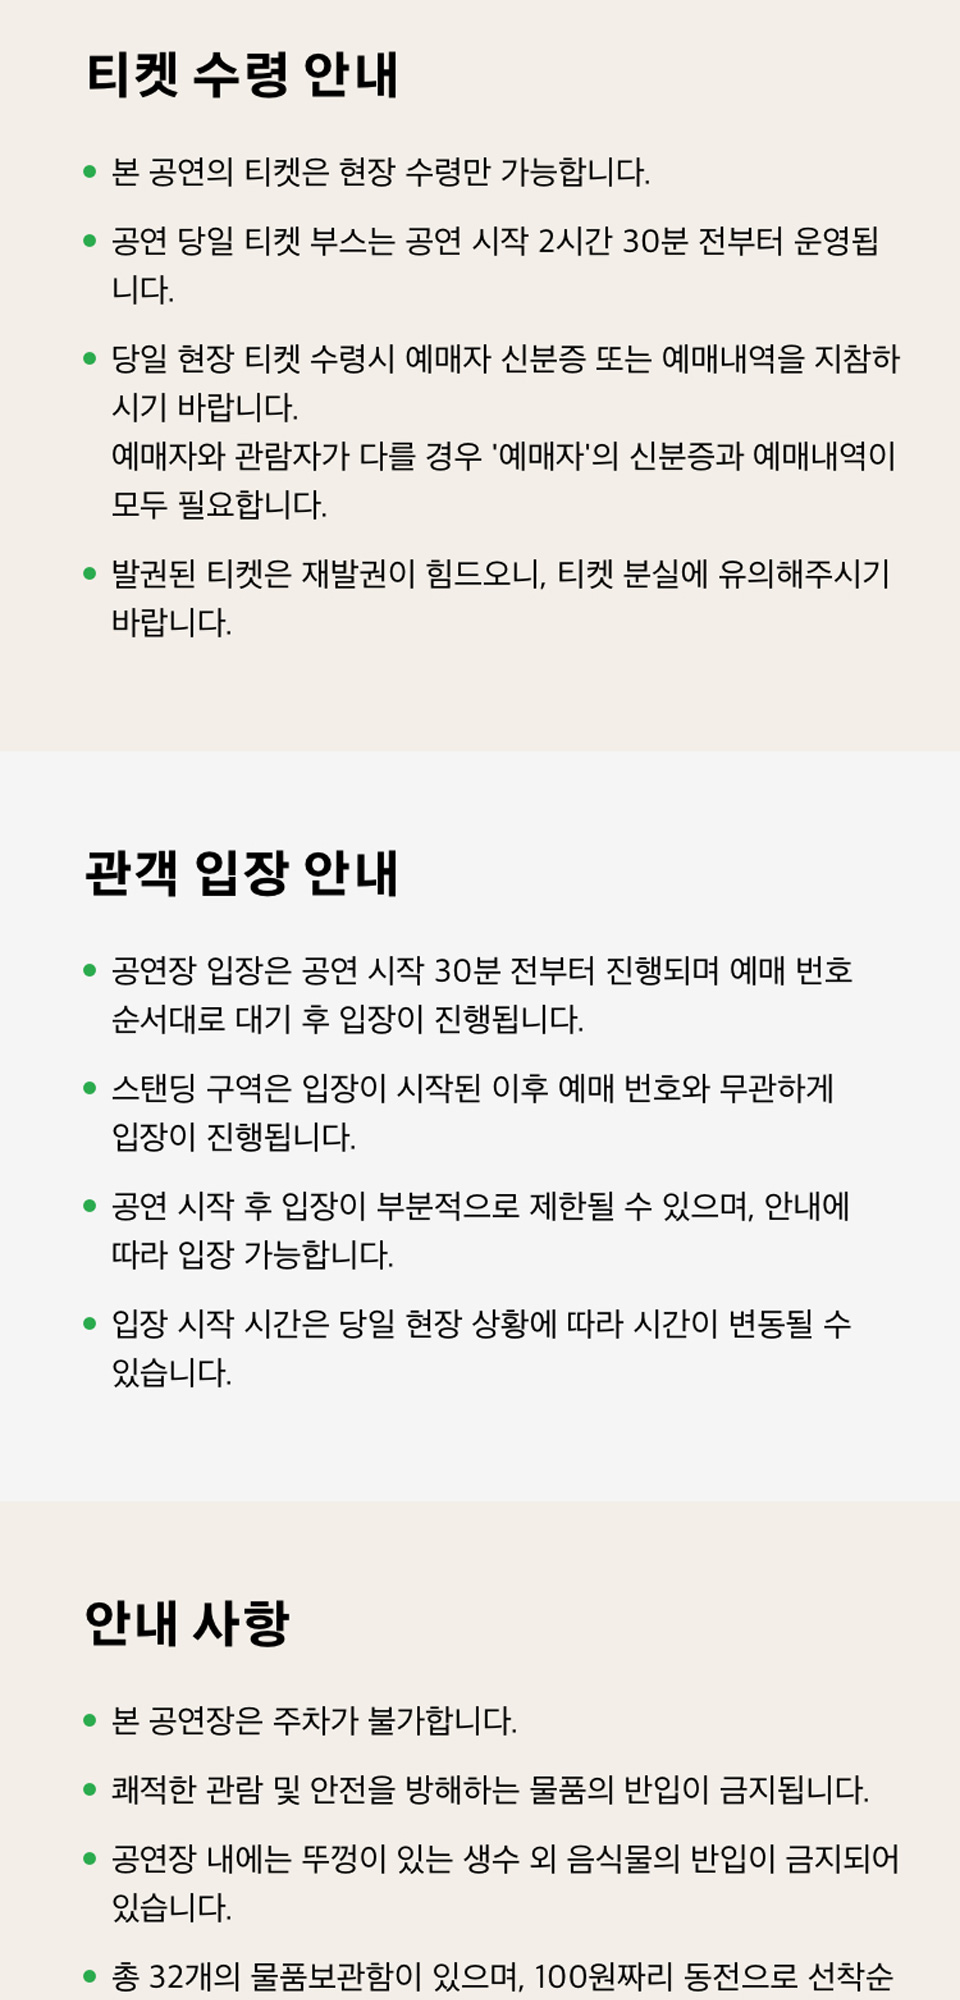 티켓 수령 안내
본 공연의 티켓은 현장 수령만 가능합니다.
공연 당일 티켓 부스는 공연 시작 2시간 30분 전부터 운영됩
니다.
당일 현장 티켓 수령시 예매자 신분증 또는 예매내역을 지참하
시기 바랍니다.
예매자와 관람자가 다를 경우 '예매자'의 신분증과 예매내역이
모두 필요합니다.
발권된 티켓은 재발권이 힘드오니, 티켓 분실에 유의해주시기
바랍니다.
관객 입장 안내
공연장 입장은 공연 시작 30분 전부터 진행되며 예매 번호
순서대로 대기 후 입장이 진행됩니다.
스탠딩 구역은 입장이 시작된 이후 예매 번호와 무관하게
입장이 진행됩니다.
공연 시작 후 입장이 부분적으로 제한될 수 있으며, 안내에
따라 입장 가능합니다.
입장 시작 시간은 당일 현장 상황에 따라 시간이 변동될 수
있습니다.
안내 사항
본 공연장은 주차가 불가합니다.
쾌적한 관람 및 안전을 방해하는 물품의 반입이 금지됩니다.
공연장 내에는 뚜껑이 있는 생수 외 음식물의 반입이 금지되어
있습니다.
총 32개의 물품보관함이 있으며, 100원짜리 동전으로 선착순